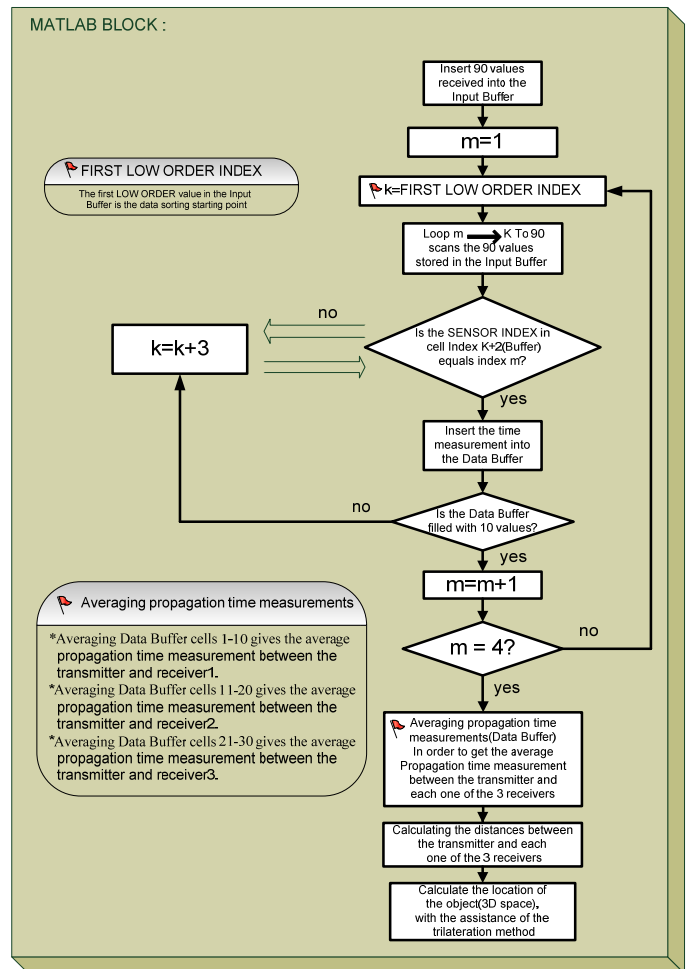 MATLAB BLOCK :
Insert 90 values
received into the
Input Buffer
m=1
FIRST LOW ORDER INDEX
The first LOW ORDER value in the Input
Buffer is the data sorting starting point
k=FIRST LOW ORDER INDEX
Loop m K To 90
scans the 90 values
stored in the Input Buffer
no
Is the SENSOR INDEX in
cell Index K+2(Buffer)
equals index m?
k=k+3
yes
Insert the time
measurement into
the Data Buffer
no
Is the Data Buffer
filled with 10 values?
yes
m=m+1
Averaging propagation time measurements
*Averaging Data Buffer cells 1-10 gives the average
propagation time measurement between the
transmitter and receiver1.
*Averaging Data Buffer cells 11-20 gives the average
propagation time measurement between the
transmitter and receiver2.
*Averaging Data Buffer cells 21-30 gives the average
propagation time measurement between the
transmitter and receiver3.
no
m = 4?
yes
Averaging propagation time
measurements(Data Buffer)
In order to get the average
Propagation time measurement
between the transmitter and
each one of the 3 receivers
Calculating the distances between
the transmitter and each
one of the 3 receivers
Calculate the location of
the object(3D space),
with the assistance of the
trilateration method